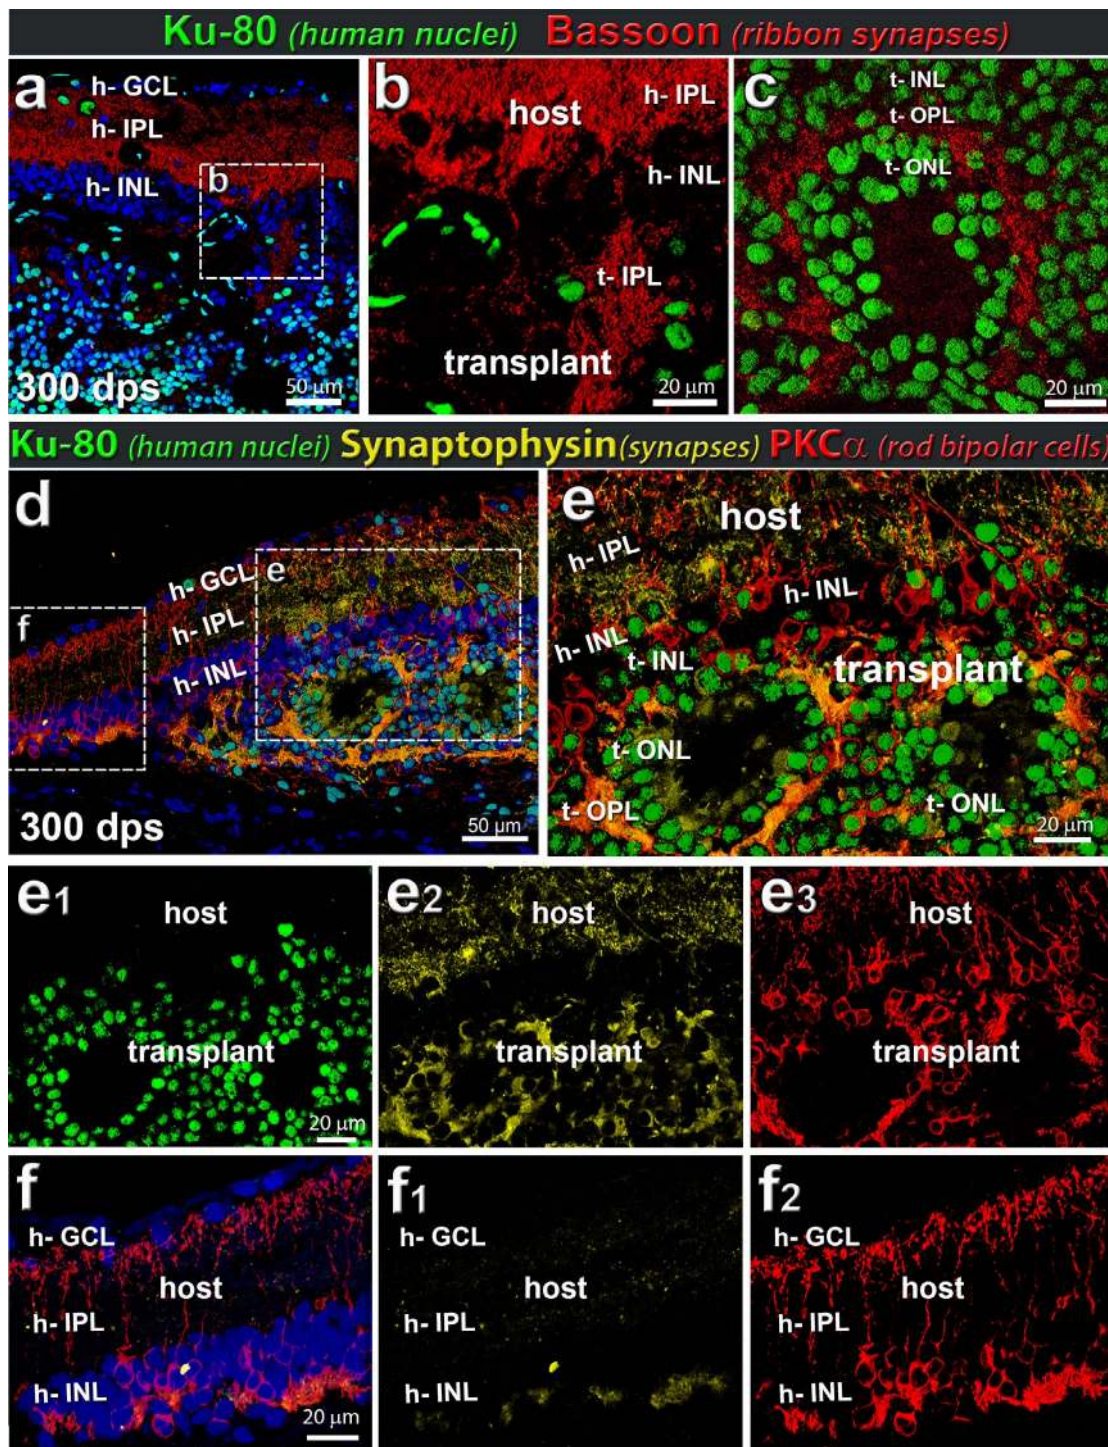 Ku-80 (human nuclei) Bassoon (ribbon synapses)
a
h- GCL
h- IPL
h- INL
b
300 dps
50 µm
b
host
h- IPL
h- INL
t- IPL
transplant
20 µm
c
t- INL
t- OPL
t- ONL
20 µm
Ku-80 (human nuclei) Synaptophysin (synapses) PKCα (rod bipolar cells)
d
h- GCL
e
f
h- IPL
h- INL
300 dps
50 µm
e
host
h- IPL
h- INL
h- INL
t- INL
transplant
t- ONL
t- OPL
t- ONL
20 µm
e1
host
transplant
20 µm
e2
host
transplant
e3
host
transplant
f
h- GCL
host
h- IPL
h- INL
20 µm
f1
h- GCL
host
h- IPL
h- INL
f2
h- GCL
host
h- IPL
h- INL